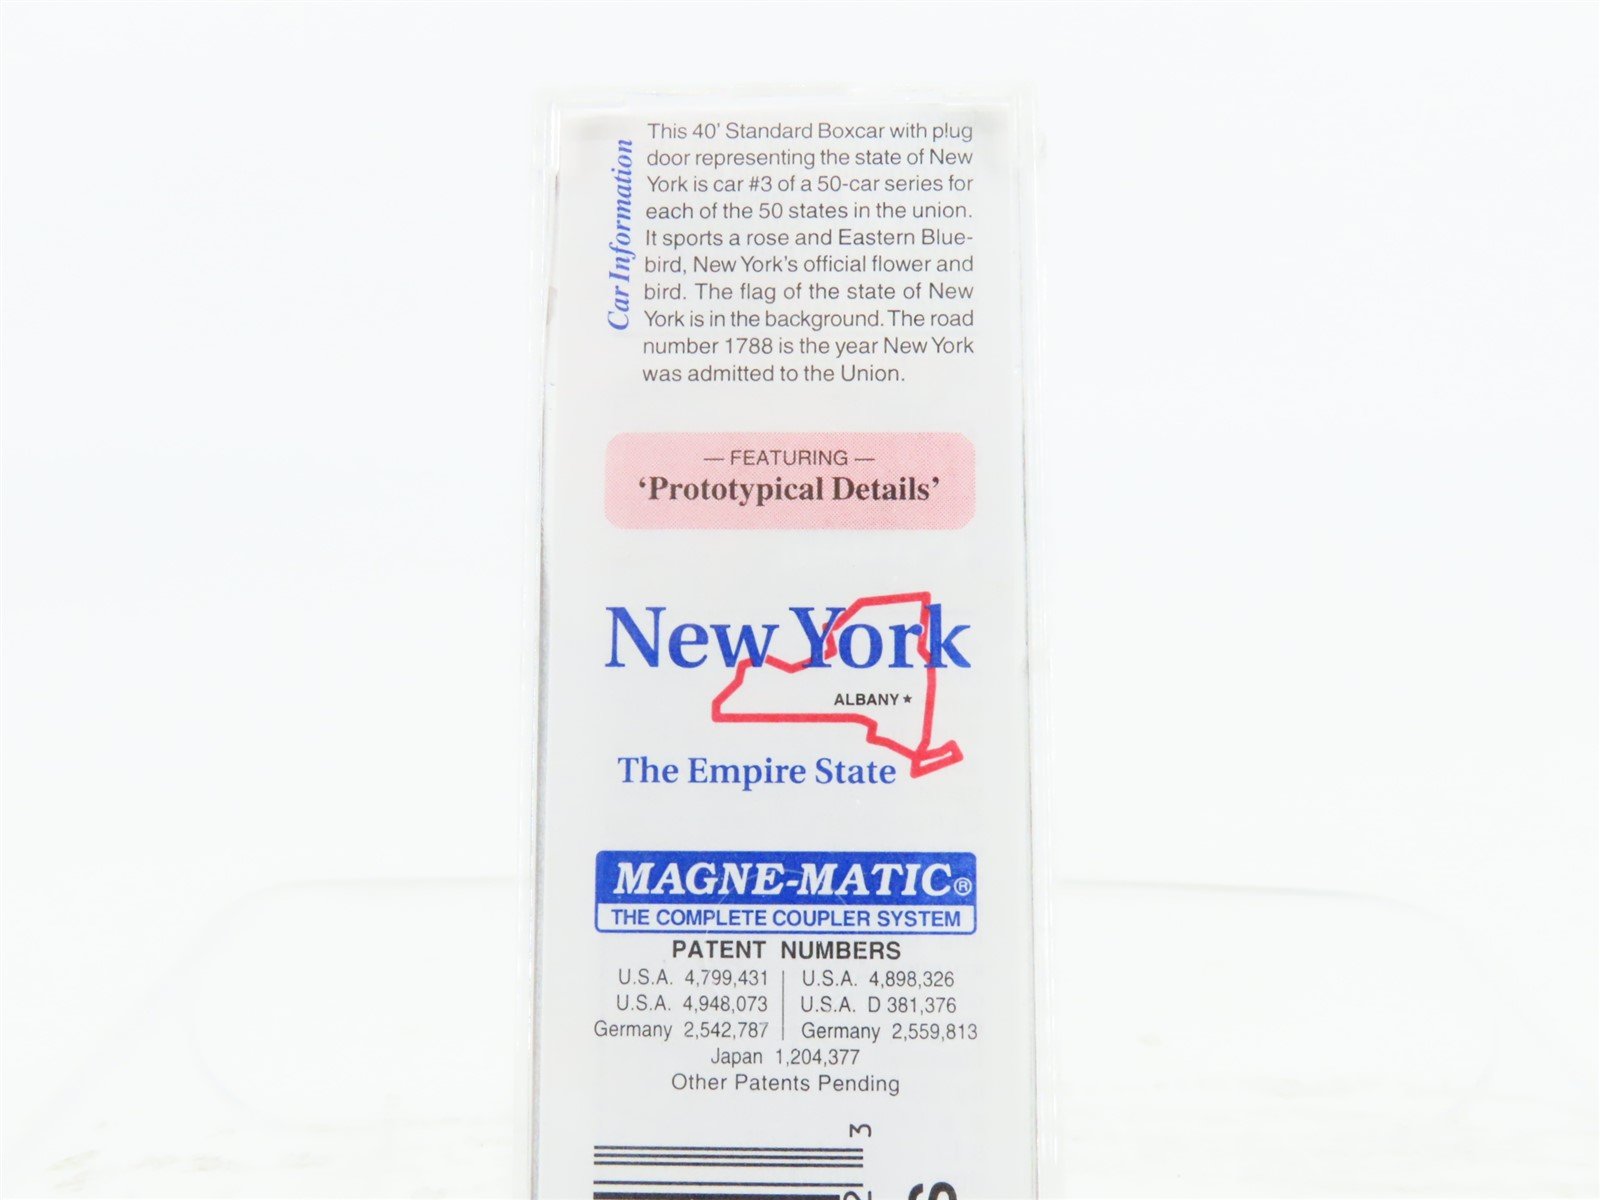 Car Information
This 40' Standard Boxcar with plug
door representing the state of New
York is car #3 of a 50-car series for
each of the 50 states in the union.
It sports a rose and Eastern Blue-
bird, New York's official flower and
bird. The flag of the state of New
York is in the background. The road
number 1788 is the year New York
was admitted to the Union.
— FEATURING —
'Prototypical Details'
New York
ALBANY ★
The Empire State
MAGNE-MATIC®
THE COMPLETE COUPLER SYSTEM
PATENT NUMBERS
U.S.A. 4,799,431 | U.S.A. 4,898,326
U.S.A. 4,948,073 | U.S.A. D 381,376
Germany 2,542,787 | Germany 2,559,813
Japan 1,204,377
Other Patents Pending
3